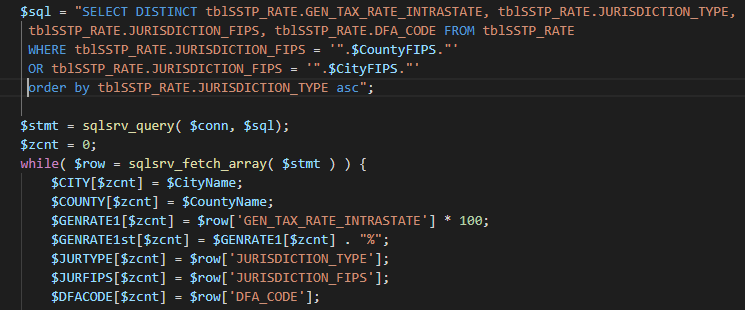 $sql = "SELECT DISTINCT tblSSTP_RATE.GEN_TAX_RATE_INTRASTATE, tblSSTP_RATE.JURISDICTION_TYPE,
tblSSTP_RATE.JURISDICTION_FIPS, tblSSTP_RATE.DFA_CODE FROM tblSSTP_RATE
WHERE tblSSTP_RATE.JURISDICTION_FIPS = '".$CountyFIPS."'
OR tblSSTP_RATE.JURISDICTION_FIPS = '".$CityFIPS."'
order by tblSSTP_RATE.JURISDICTION_TYPE asc";
$stmt = sqlsrv_query( $conn, $sql);
$zcnt = 0;
while( $row = sqlsrv_fetch_array( $stmt ) ) {
$CITY[$zcnt] = $CityName;
$COUNTY[$zcnt] = $CountyName;
$GENRATE1[$zcnt] = $row['GEN_TAX_RATE_INTRASTATE'] * 100;
$GENRATE1st[$zcnt] = $GENRATE1[$zcnt] . "%";
$JURTYPE[$zcnt] = $row['JURISDICTION_TYPE'];
$JURFIPS[$zcnt] = $row['JURISDICTION_FIPS'];
$DFACODE[$zcnt] = $row['DFA_CODE'];